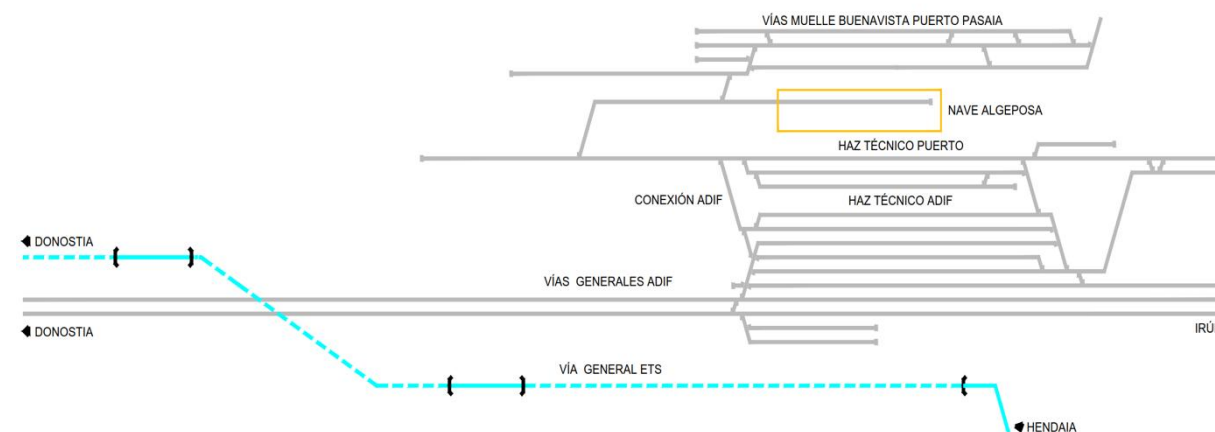 VÍAS MUELLE BUENAVISTA PUERTO PASAIA
NAVE ALGEPOSA
HAZ TÉCNICO PUERTO
CONEXIÓN ADIF
HAZ TÉCNICO ADIF
DONOSTIA
VÍAS GENERALES ADIF
DONOSTIA
IRÚ
VÍA GENERAL ETS
HENDAIA